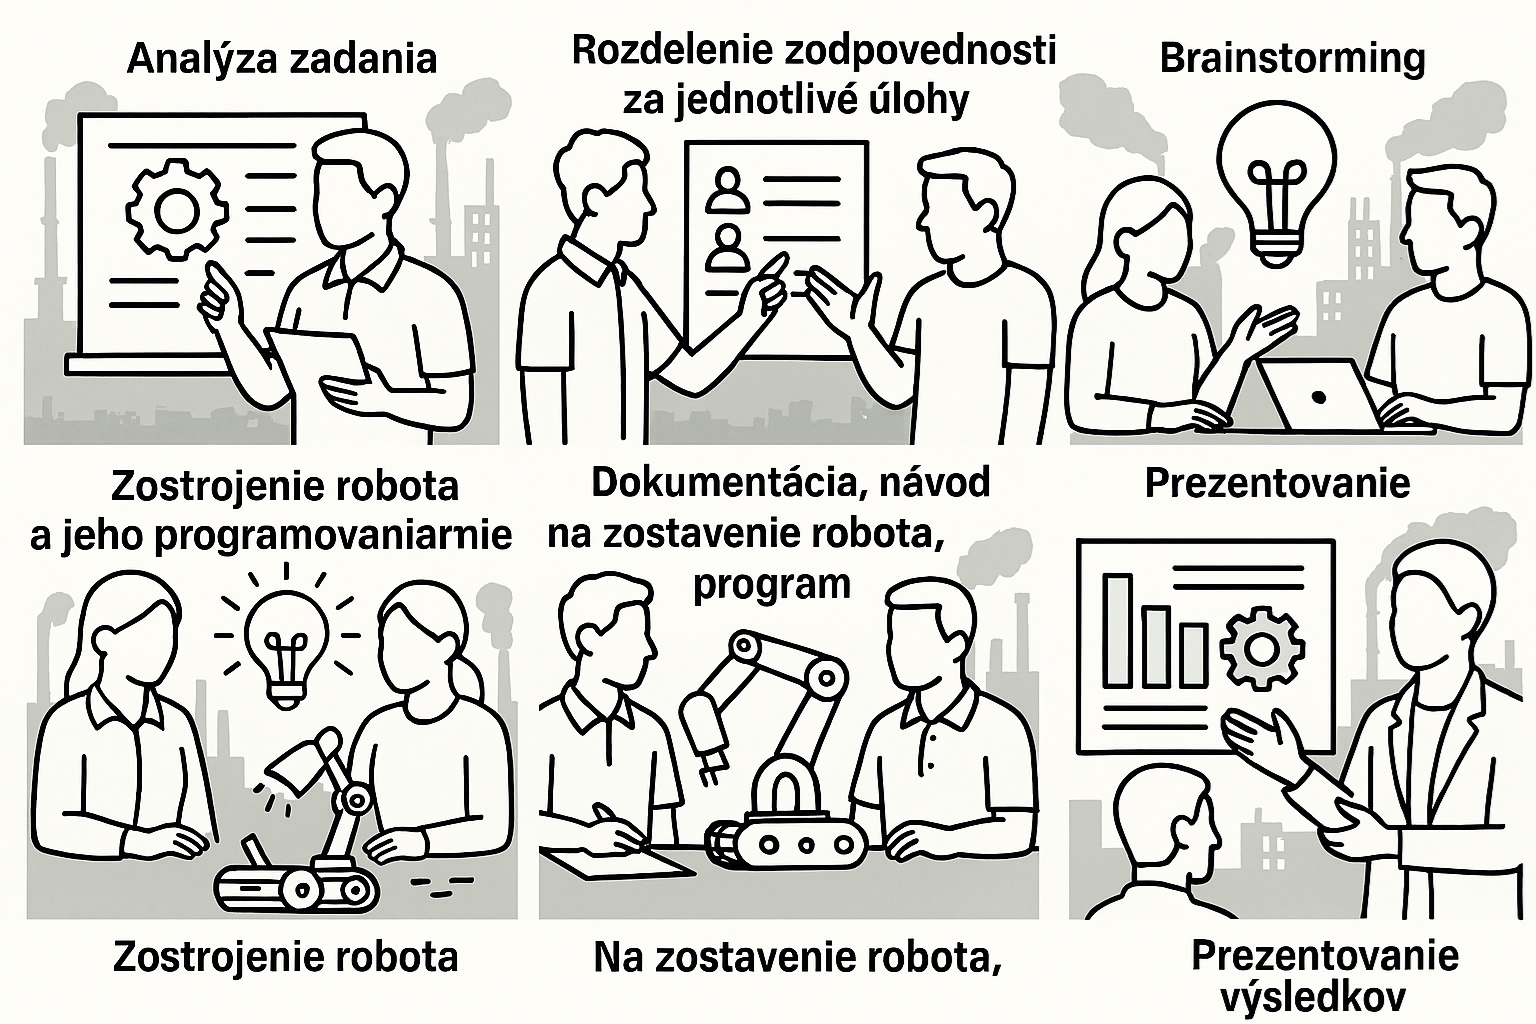 Analýza zadania
Rozdelenie zodpovednosti
za jednotlivé úlohy
Brainstorming
Zostrojenie robota
a jeho programovaniarnie
Dokumentácia, návod
na zostavenie robota,
program
Prezentovanie
Zostrojenie robota
Na zostavenie robota,
Prezentovanie
výsledkov